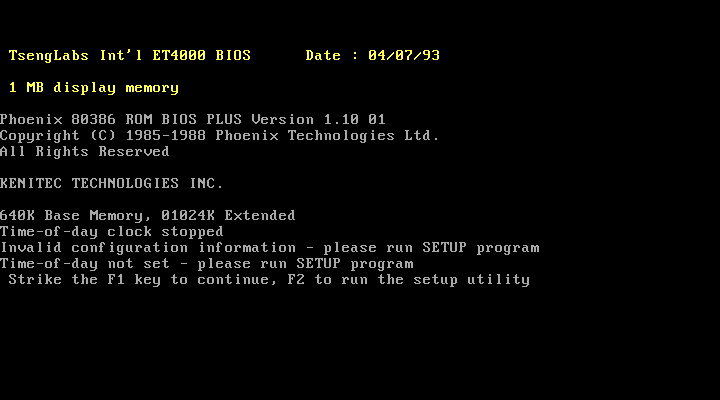 TsengLabs Int'l ET4000 BIOS      Date : 04/07/93
1 MB display memory
Phoenix 80386 ROM BIOS PLUS Version 1.10 01
Copyright (C) 1985-1988 Phoenix Technologies Ltd.
All Rights Reserved
KENITEC TECHNOLOGIES INC.
640K Base Memory, 01024K Extended
Time-of-day clock stopped
Invalid configuration information - please run SETUP program
Time-of-day not set - please run SETUP program
Strike the F1 key to continue, F2 to run the setup utility